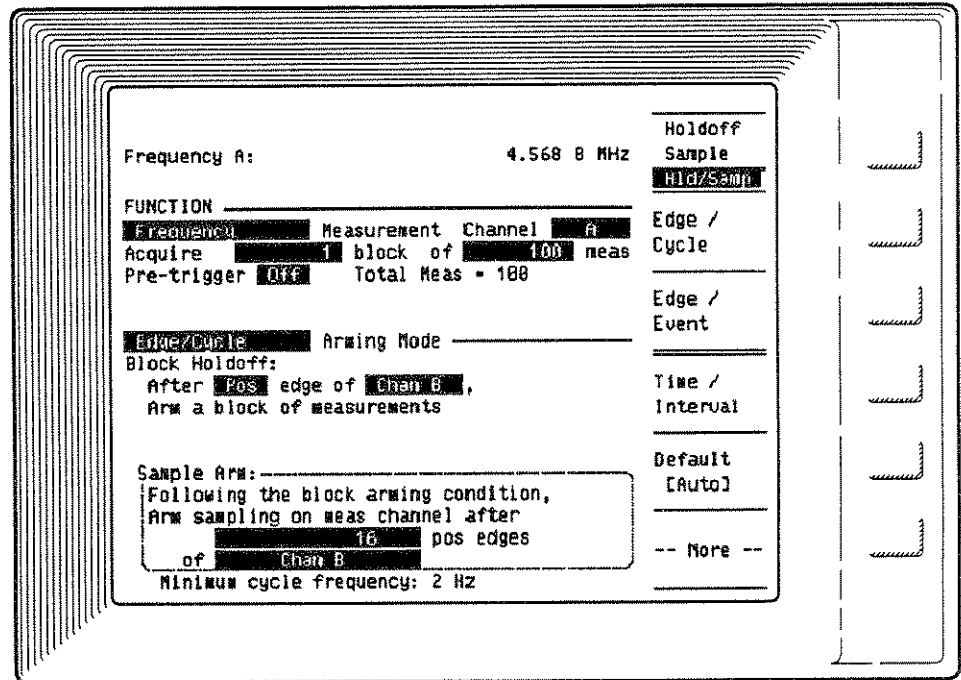 Frequency A: 4.568 8 MHz
FUNCTION
Frequency Measurement Channel A
Acquire 1 block of 100 meas
Pre-trigger Off Total Meas = 100
Edge/Cycle Arming Mode
Block Holdoff:
After Pos edge of Chan B ,
Arm a block of measurements
Sample Arm:
Following the block arming condition,
Arm sampling on meas channel after
16 pos edges
of Chan B
Minimum cycle frequency: 2 Hz
Holdoff
Sample
Hld/Samp
Edge /
Cycle
Edge /
Event
Time /
Interval
Default
[Auto]
-- More --